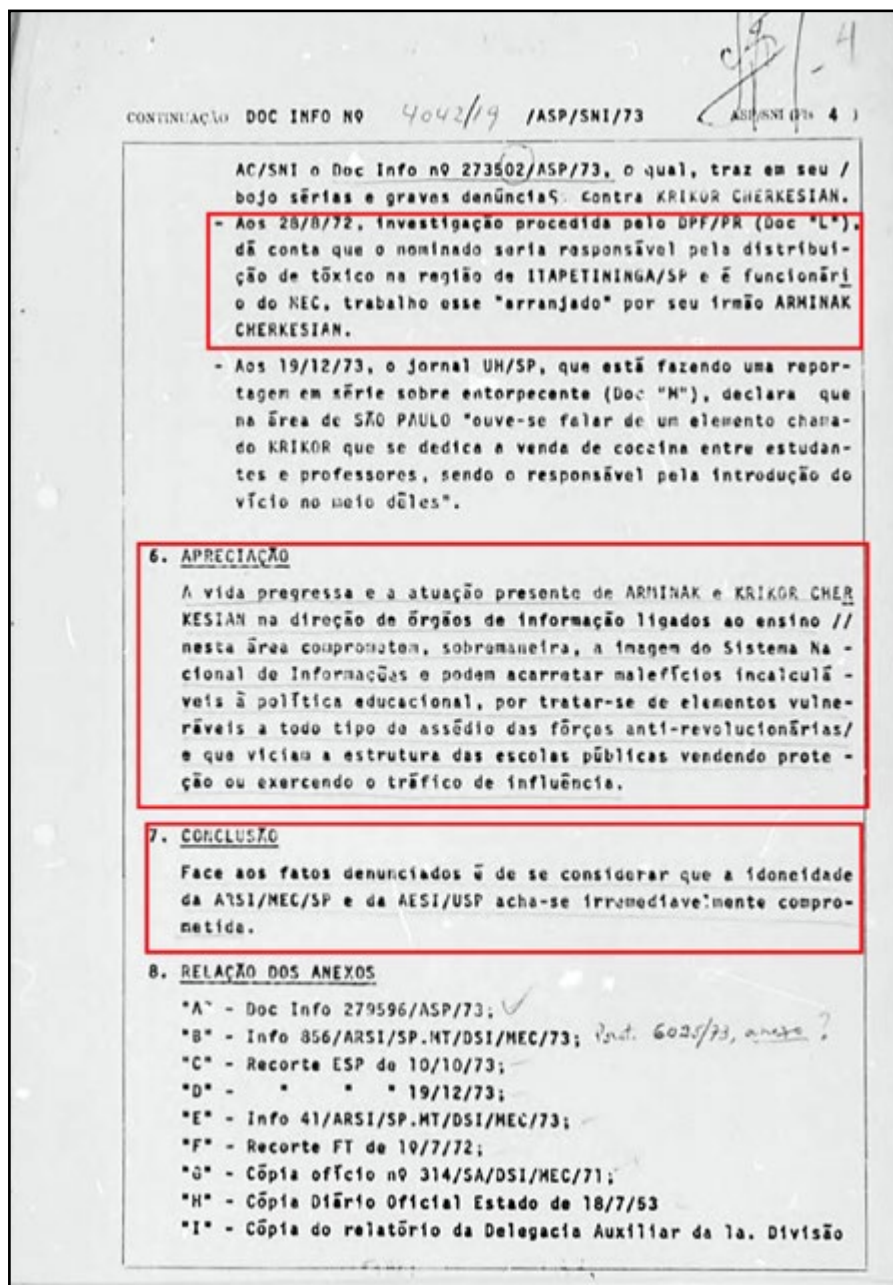 4
CONTINUAÇÃO DOC INFO Nº 4042/19 /ASP/SNI/73 ASP/SNI (Fls 4 )
AC/SNI o Doc Info nº 273502/ASP/73, o qual, traz em seu /
bojo sérias e graves denúncias contra KRIKOR CHERKESIAN.
- Aos 28/8/72, investigação procedida pelo DPF/PR (Doc "L"),
dá conta que o nominado seria responsável pela distribui-
ção de tóxico na região de ITAPETININGA/SP e é funcionári
o do MEC, trabalho esse "arranjado" por seu irmão ARMINAK
CHERKESIAN.
- Aos 19/12/73, o jornal UH/SP, que está fazendo uma repor-
tagem em série sobre entorpecente (Doc "M"), declara que
na área de SÃO PAULO "ouve-se falar de um elemento chama-
do KRIKOR que se dedica a venda de cocaina entre estudan-
tes e professores, sendo o responsável pela introdução do
vício no meio dêles".
6. APRECIAÇÃO
A vida pregressa e a atuação presente de ARMINAK e KRIKOR CHER
KESIAN na direção de órgãos de informação ligados ao ensino //
nesta área comprometem, sobremaneira, a imagem do Sistema Na -
cional de Informações e podem acarretar malefícios incalculá -
veis à política educacional, por tratar-se de elementos vulne-
ráveis a todo tipo de assédio das fôrças anti-revolucionárias/
e que viciam a estrutura das escolas públicas vendendo prote -
ção ou exercendo o tráfico de influência.
7. CONCLUSÃO
Face aos fatos denunciados é de se considerar que a idoneidade
da ARSI/MEC/SP e da AESI/USP acha-se irremediavelmente compro-
metida.
8. RELAÇÃO DOS ANEXOS
"A" - Doc Info 279596/ASP/73;
"B" - Info 856/ARSI/SP.MT/DSI/MEC/73; Prot. 6025/73, anexo ?
"C" - Recorte ESP de 10/10/73;
"D" - " " " 19/12/73;
"E" - Info 41/ARSI/SP.MT/DSI/MEC/73;
"F" - Recorte FT de 19/7/72;
"G" - Cópia ofício nº 314/SA/DSI/MEC/71;
"H" - Cópia Diário Oficial Estado de 18/7/53
"I" - Cópia do relatório da Delegacia Auxiliar da 1a. Divisão